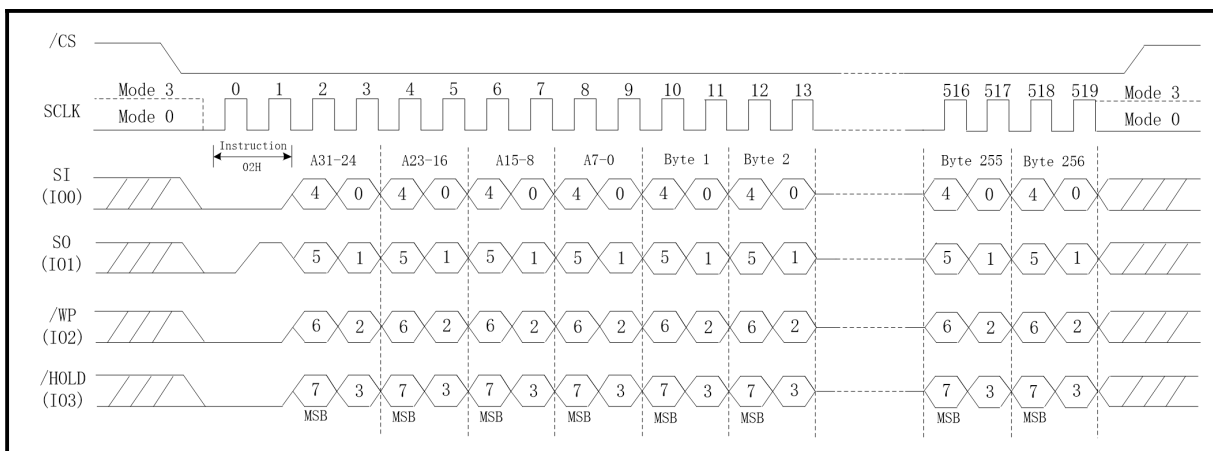 /CS
Mode 3 0 1 2 3 4 5 6 7 8 9 10 11 12 13 516 517 518 519 Mode 3
SCLK
Mode 0 Mode 0
Instruction
02H
A31-24 A23-16 A15-8 A7-0 Byte 1 Byte 2 Byte 255 Byte 256
SI
(IO0)
4 0 4 0 4 0 4 0 4 0 4 0 4 0 4 0
SO
(IO1)
5 1 5 1 5 1 5 1 5 1 5 1 5 1 5 1
/WP
(IO2)
6 2 6 2 6 2 6 2 6 2 6 2 6 2 6 2
/HOLD
(IO3)
7 3 7 3 7 3 7 3 7 3 7 3 7 3 7 3
MSB MSB MSB MSB MSB MSB MSB MSB